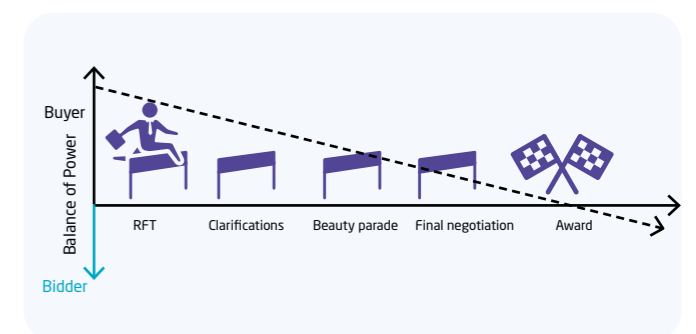 Buyer
Balance of Power
Bidder
RFT
Clarifications
Beauty parade
Final negotiation
Award